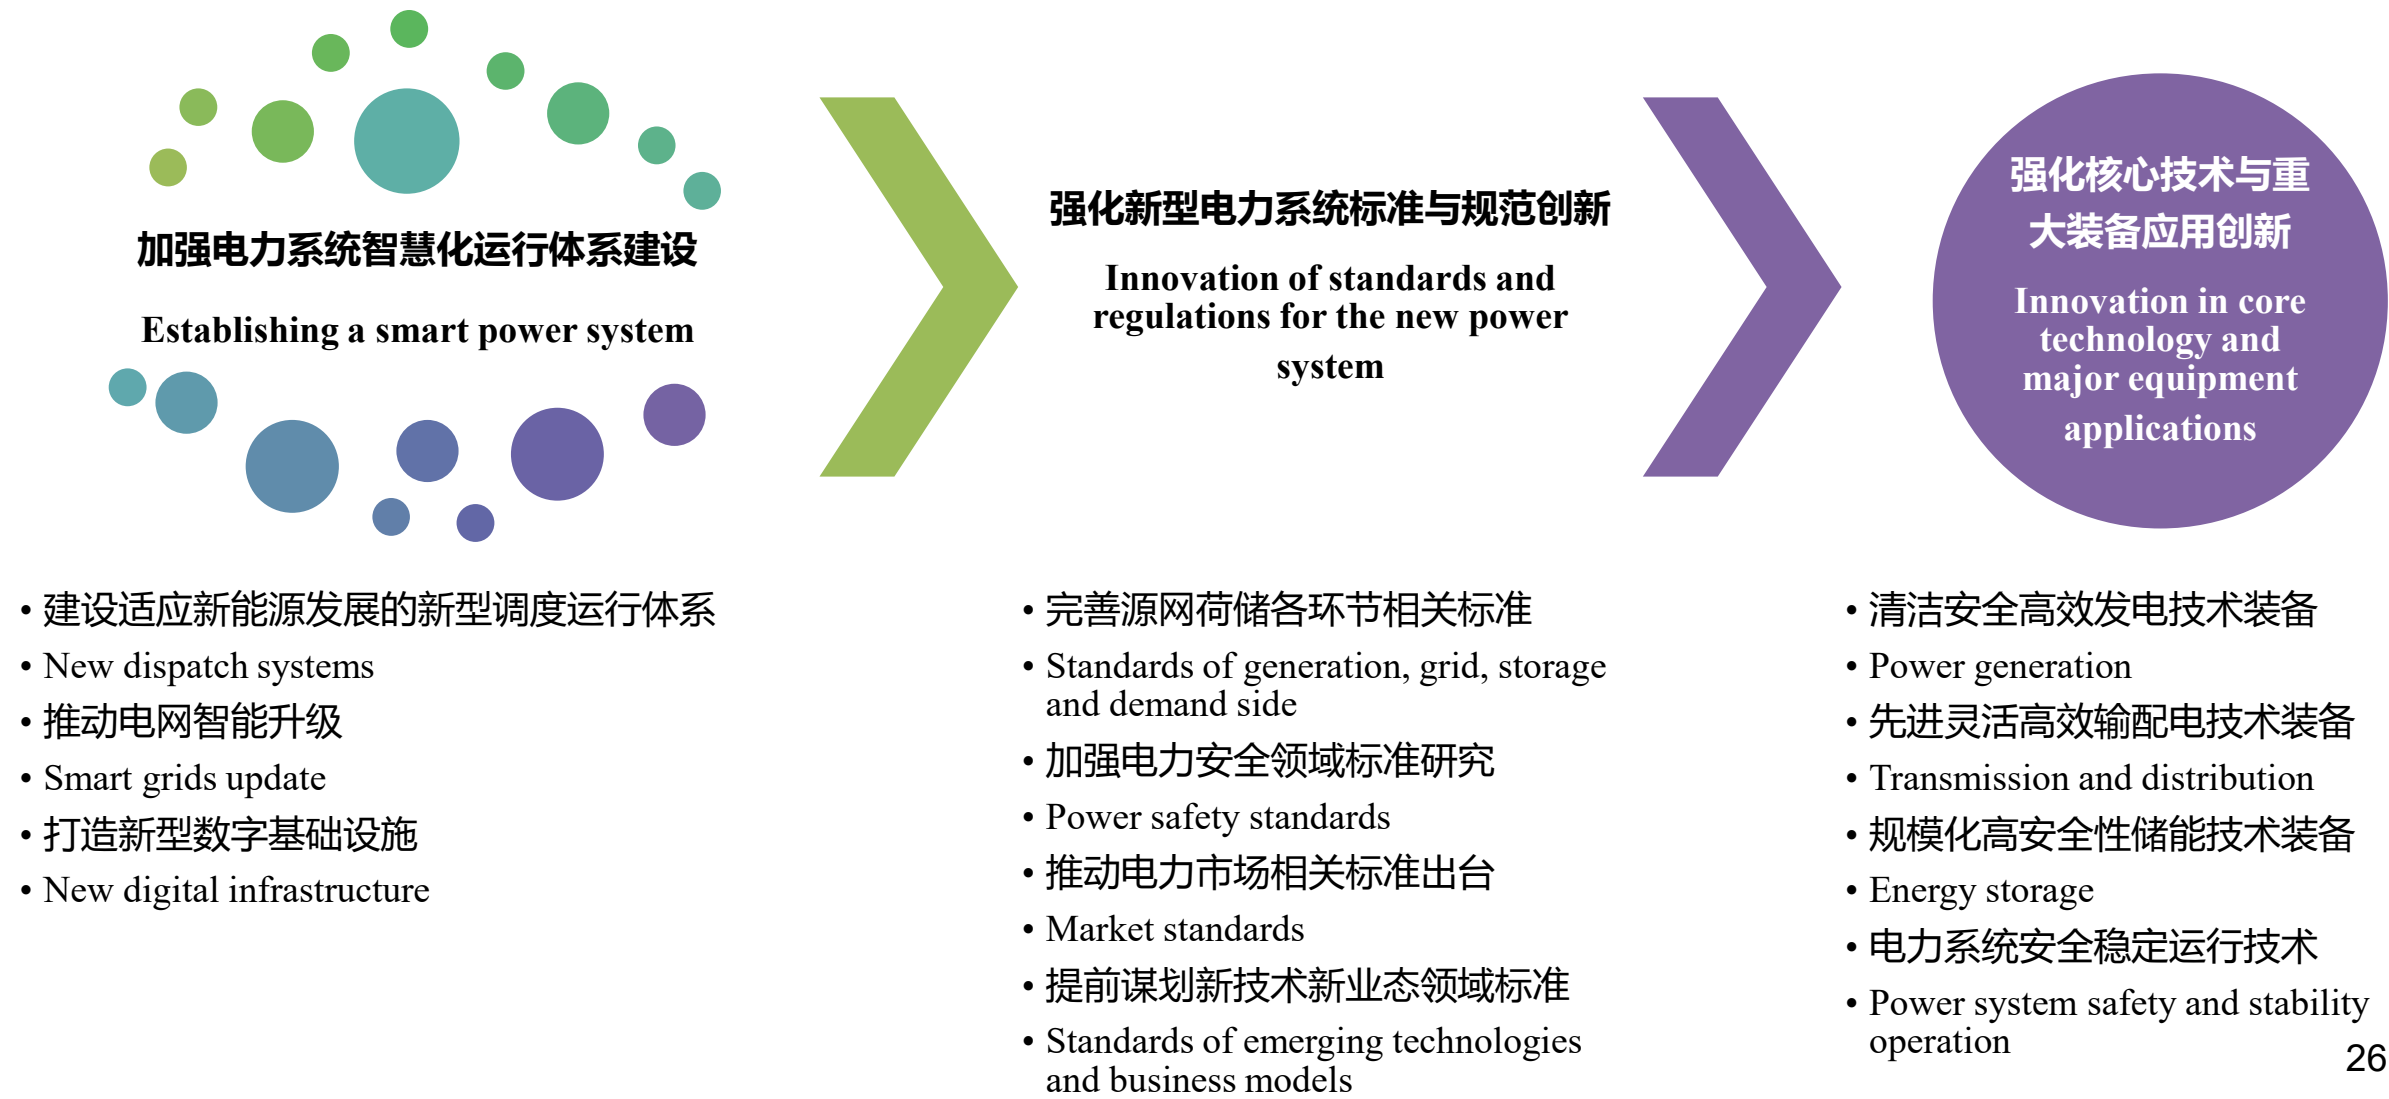 加强电力系统智慧化运行体系建设
Establishing a smart power system
• 建设适应新能源发展的新型调度运行体系
• New dispatch systems
• 推动电网智能升级
• Smart grids update
• 打造新型数字基础设施
• New digital infrastructure
强化新型电力系统标准与规范创新
Innovation of standards and
regulations for the new power
system
• 完善源网荷储各环节相关标准
• Standards of generation, grid, storage
and demand side
• 加强电力安全领域标准研究
• Power safety standards
• 推动电力市场相关标准出台
• Market standards
• 提前谋划新技术新业态领域标准
• Standards of emerging technologies
and business models
强化核心技术与重
大装备应用创新
Innovation in core
technology and
major equipment
applications
• 清洁安全高效发电技术装备
• Power generation
• 先进灵活高效输配电技术装备
• Transmission and distribution
• 规模化高安全性储能技术装备
• Energy storage
• 电力系统安全稳定运行技术
• Power system safety and stability
operation
26